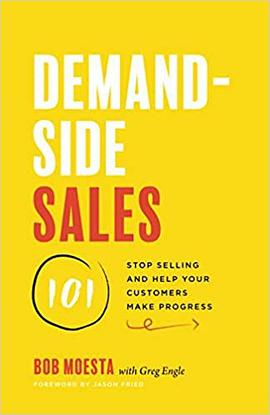 DEMAND-
SIDE
SALES
101
STOP SELLING
AND HELP YOUR
CUSTOMERS
MAKE PROGRESS
BOB MOESTA with Greg Engle
FOREWORD BY JASON FRIED